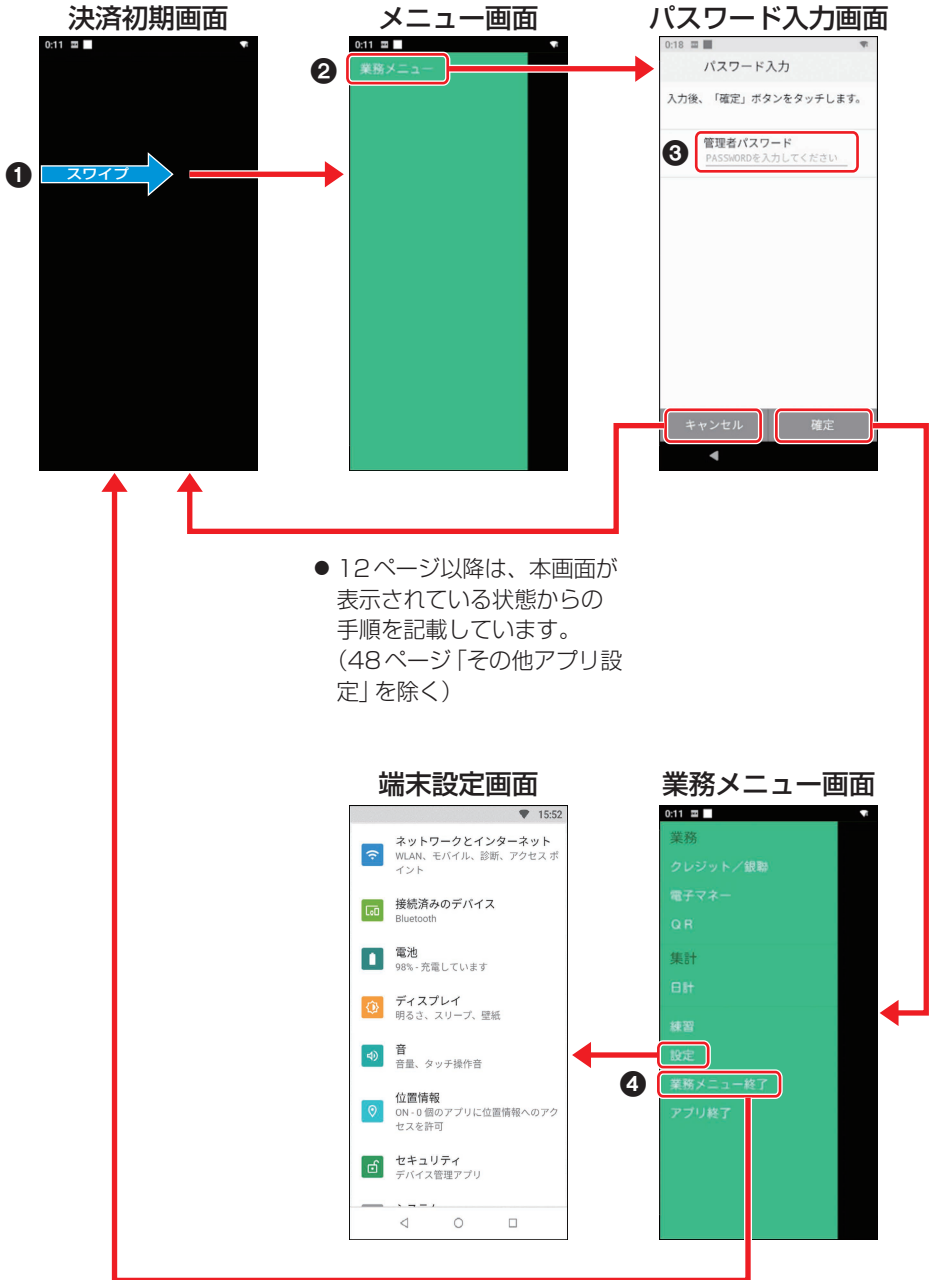 決済初期画面
メニュー画面
パスワード入力画面
0:11
❶
スワイプ
0:11
❷
業務メニュー
0:18
パスワード入力
入力後、「確定」ボタンをタッチします。
❸
管理者パスワード
PASSWORDを入力してください
キャンセル
確定
● 12ページ以降は、本画面が
表示されている状態からの
手順を記載しています。
(48ページ「その他アプリ設
定」を除く)
端末設定画面
15:52
ネットワークとインターネット
WLAN、モバイル、診断、アクセス ポ
イント
接続済みのデバイス
Bluetooth
電池
98% - 充電しています
ディスプレイ
明るさ、スリープ、壁紙
音
音量、タッチ操作音
位置情報
ON - 0 個のアプリに位置情報へのアク
セスを許可
セキュリティ
デバイス管理アプリ
業務メニュー画面
0:11
業務
クレジット／銀聯
電子マネー
QR
集計
日計
練習
設定
❹
業務メニュー終了
アプリ終了